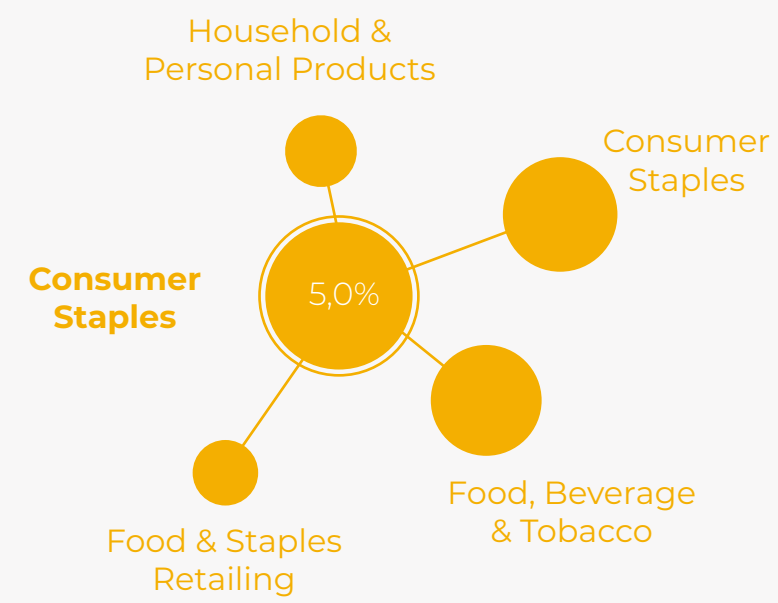 Household &
Personal Products
Consumer
Staples
Consumer
Staples
5,0%
Food, Beverage
& Tobacco
Food & Staples
Retailing